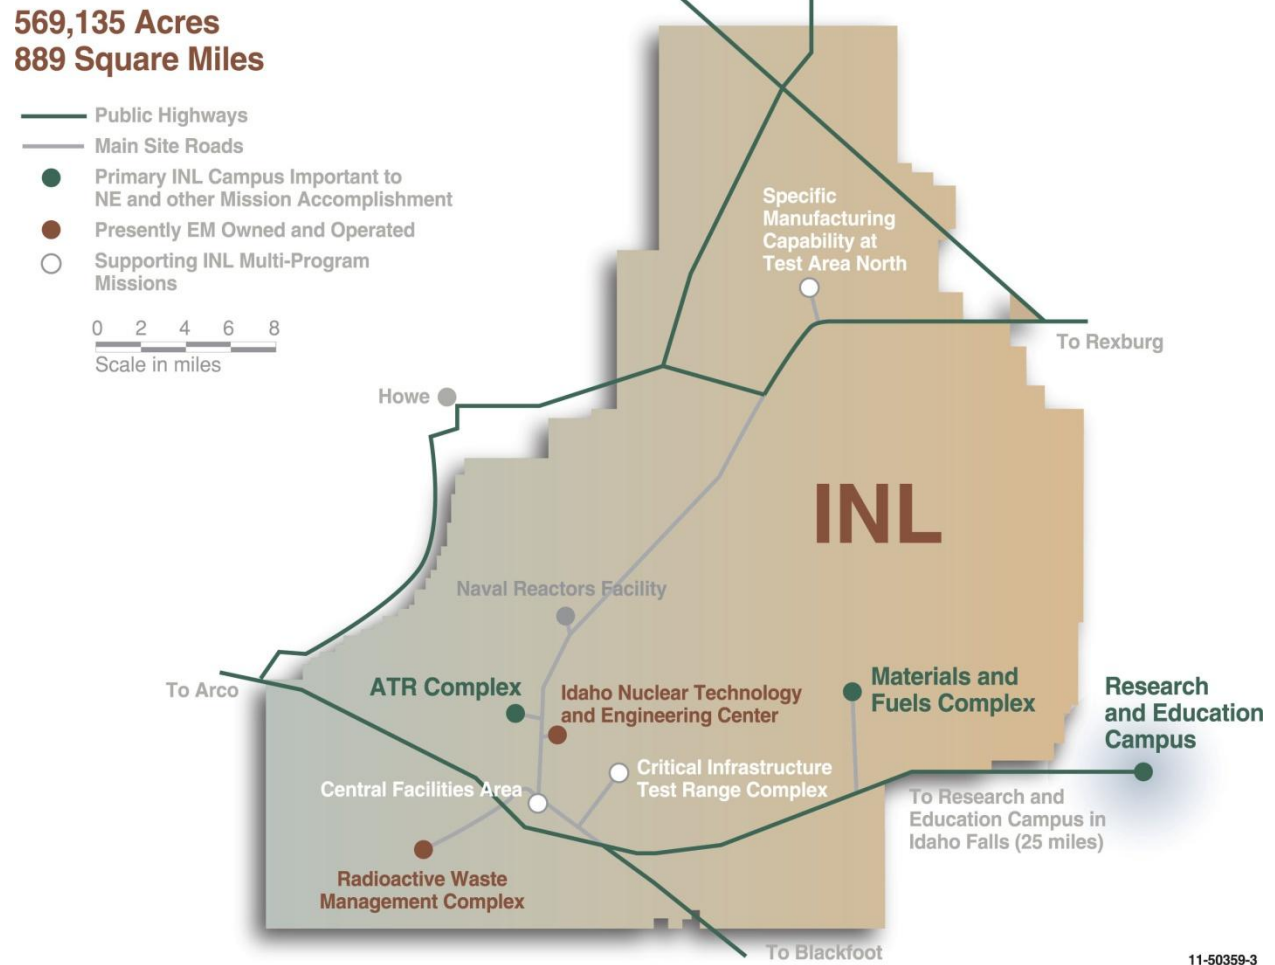 569,135 Acres
889 Square Miles
Public Highways
Main Site Roads
Primary INL Campus Important to
NE and other Mission Accomplishment
Presently EM Owned and Operated
Supporting INL Multi-Program
Missions
0 2 4 6 8
Scale in miles
Specific
Manufacturing
Capability at
Test Area North
To Rexburg
Howe
INL
Naval Reactors Facility
To Arco
ATR Complex
Idaho Nuclear Technology
and Engineering Center
Materials and
Fuels Complex
Research
and Education
Campus
Central Facilities Area
Critical Infrastructure
Test Range Complex
To Research and
Education Campus in
Idaho Falls (25 miles)
Radioactive Waste
Management Complex
To Blackfoot
11-50359-3